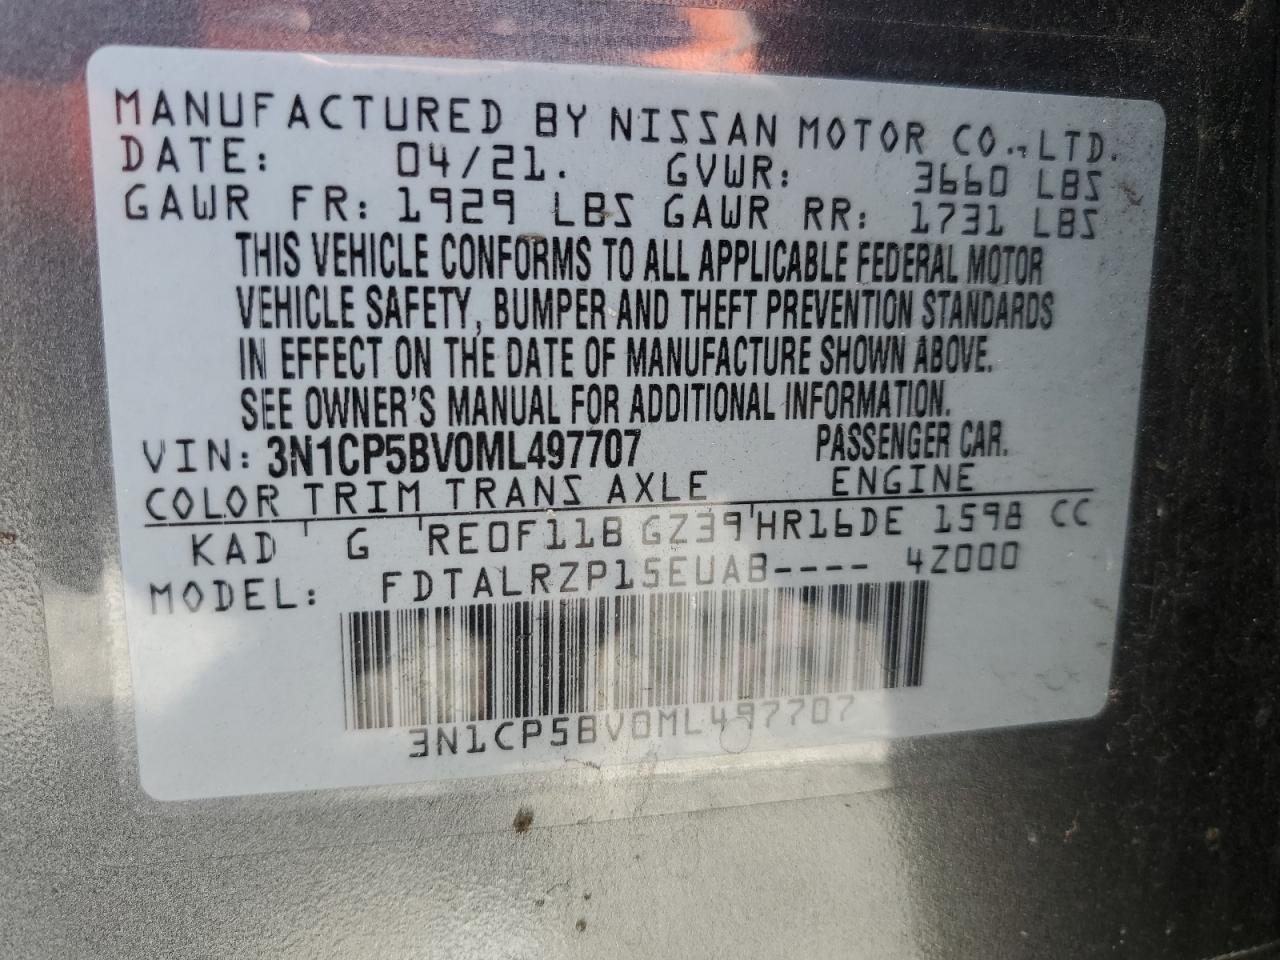 MANUFACTURED BY NISSAN MOTOR CO., LTD.
DATE: 04/21. GVWR: 3660 LBS
GAWR FR: 1929 LBS GAWR RR: 1731 LBS
THIS VEHICLE CONFORMS TO ALL APPLICABLE FEDERAL MOTOR
VEHICLE SAFETY, BUMPER AND THEFT PREVENTION STANDARDS
IN EFFECT ON THE DATE OF MANUFACTURE SHOWN ABOVE.
SEE OWNER'S MANUAL FOR ADDITIONAL INFORMATION.
VIN: 3N1CP5BV0ML497707 PASSENGER CAR.
COLOR TRIM TRANS AXLE ENGINE
KAD G RE0F11B GZ39 HR16DE 1598 CC
MODEL: FDTALRZP15EUAB---- 4Z000
3N1CP5BV0ML497707